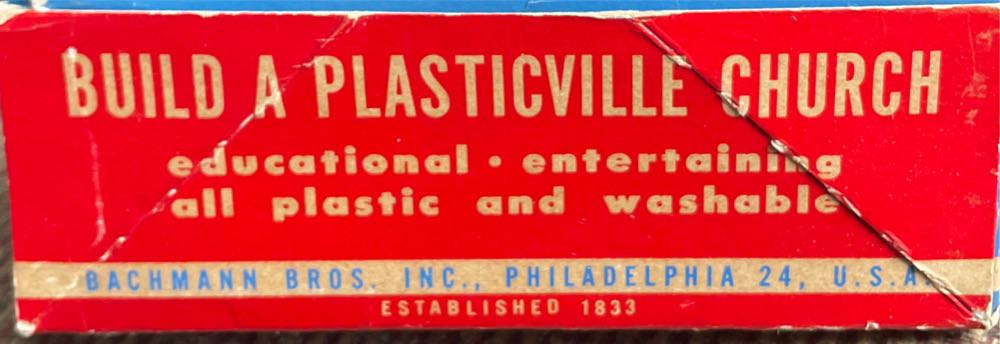 BUILD A PLASTICVILLE CHURCH
educational • entertaining
all plastic and washable
BACHMANN BROS. INC., PHILADELPHIA 24, U.S.A.
ESTABLISHED 1833